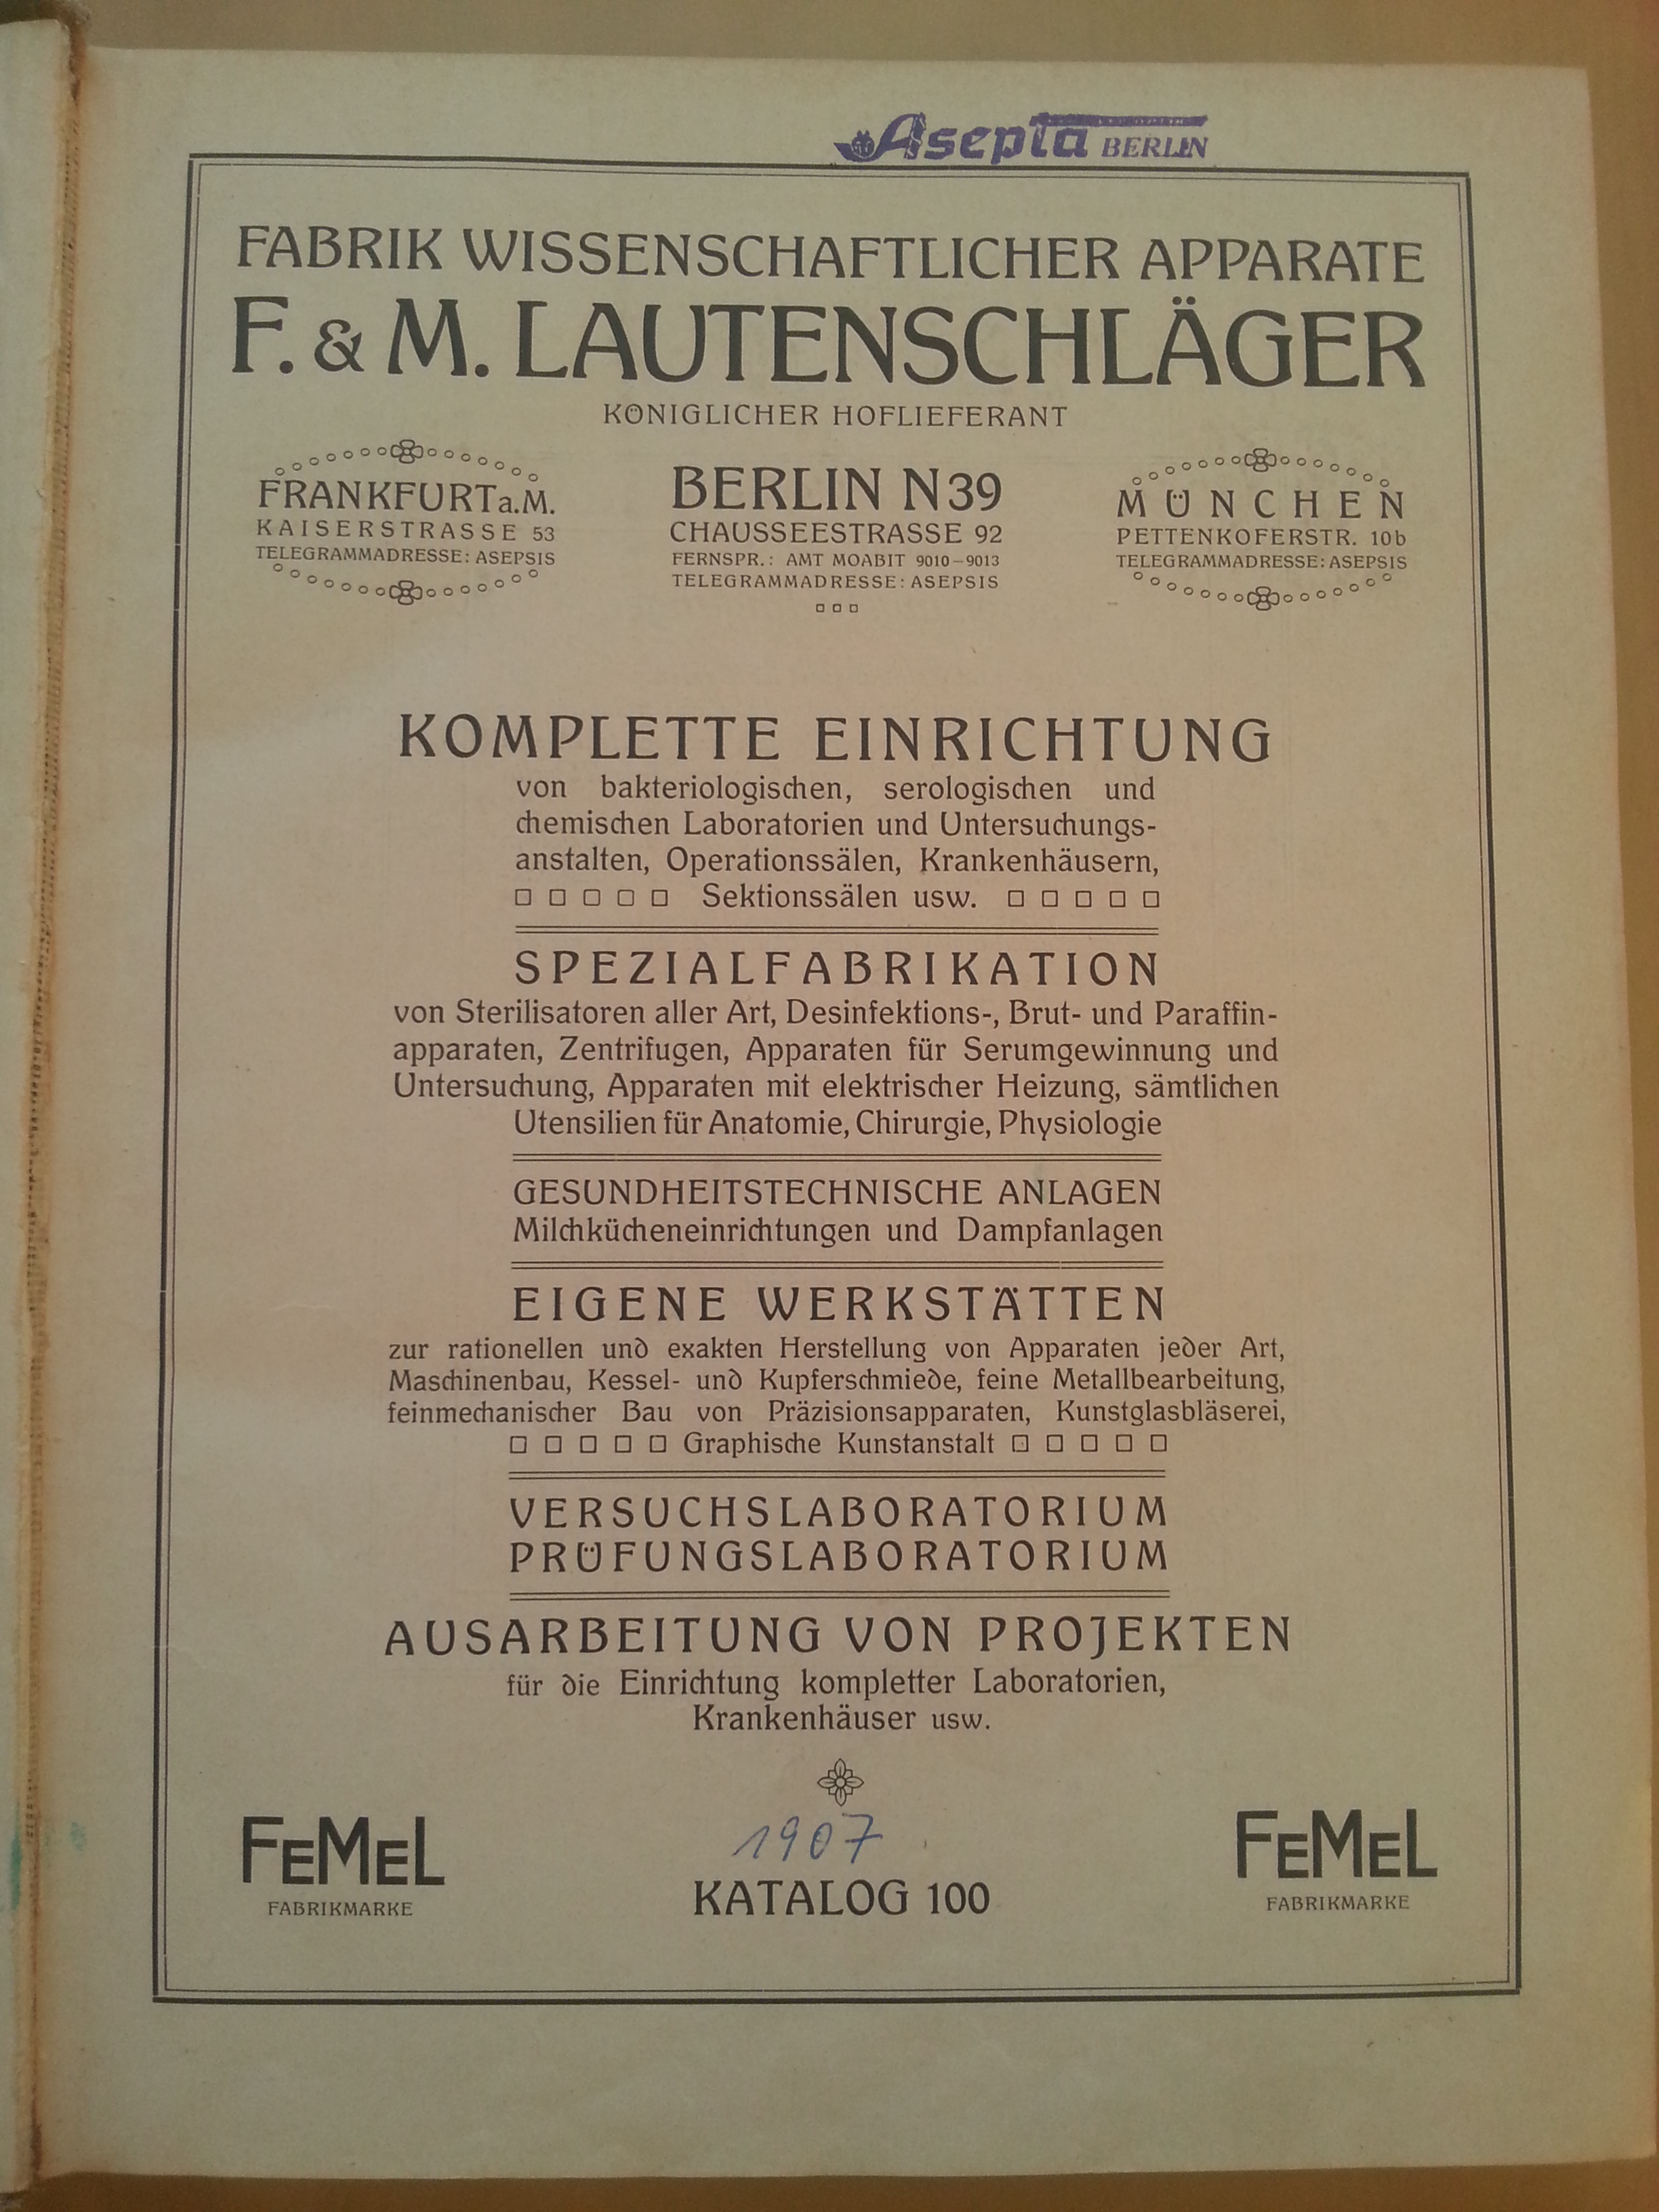 Asepta BERLIN
FABRIK WISSENSCHAFTLICHER APPARATE
F. & M. LAUTENSCHLÄGER
KÖNIGLICHER HOFLIEFERANT
FRANKFURT a.M.
KAISERSTRASSE 53
TELEGRAMMADRESSE: ASEPSIS
BERLIN N 39
CHAUSSEESTRASSE 92
FERNSPR.: AMT MOABIT 9010–9013
TELEGRAMMADRESSE: ASEPSIS
MÜNCHEN
PETTENKOFERSTR. 10b
TELEGRAMMADRESSE: ASEPSIS
KOMPLETTE EINRICHTUNG
von bakteriologischen, serologischen und
chemischen Laboratorien und Untersuchungs-
anstalten, Operationssälen, Krankenhäusern,
Sektionssälen usw.
SPEZIALFABRIKATION
von Sterilisatoren aller Art, Desinfektions-, Brut- und Paraffin-
apparaten, Zentrifugen, Apparaten für Serumgewinnung und
Untersuchung, Apparaten mit elektrischer Heizung, sämtlichen
Utensilien für Anatomie, Chirurgie, Physiologie
GESUNDHEITSTECHNISCHE ANLAGEN
Milchkücheneinrichtungen und Dampfanlagen
EIGENE WERKSTÄTTEN
zur rationellen und exakten Herstellung von Apparaten jeder Art,
Maschinenbau, Kessel- und Kupferschmiede, feine Metallbearbeitung,
feinmechanischer Bau von Präzisionsapparaten, Kunstglasbläserei,
Graphische Kunstanstalt
VERSUCHSLABORATORIUM
PRÜFUNGSLABORATORIUM
AUSARBEITUNG VON PROJEKTEN
für die Einrichtung kompletter Laboratorien,
Krankenhäuser usw.
FEMEL
FABRIKMARKE
1907
KATALOG 100
FEMEL
FABRIKMARKE